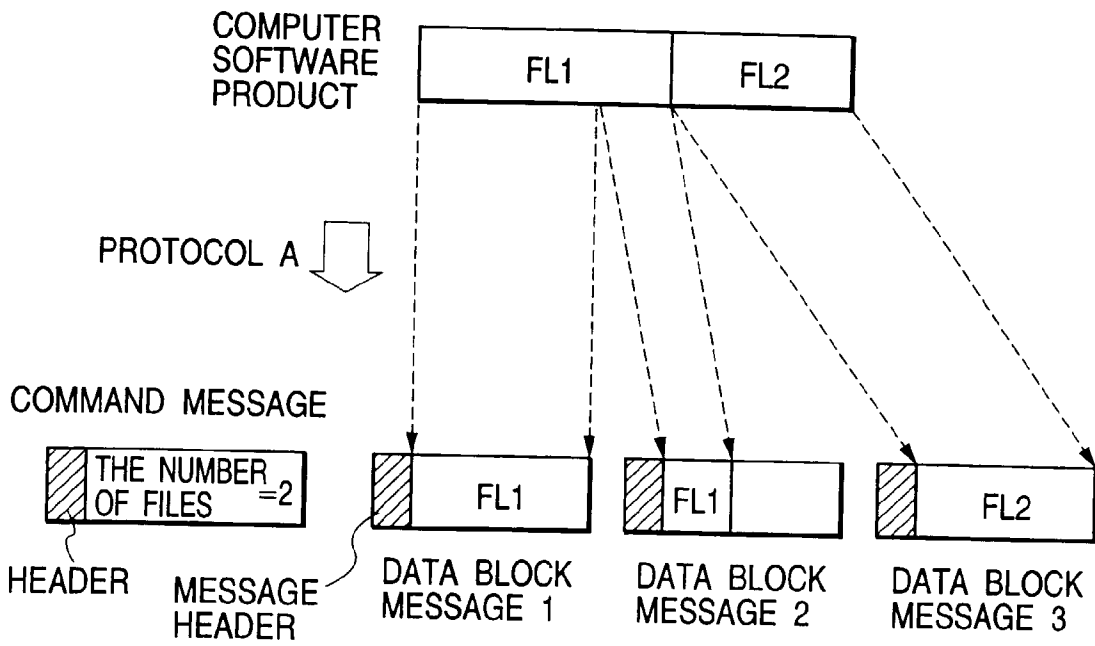 COMPUTER
SOFTWARE
PRODUCT
FL1
FL2
PROTOCOL A
COMMAND MESSAGE
THE NUMBER
OF FILES =2
FL1
FL1
FL2
HEADER
MESSAGE
HEADER
DATA BLOCK
MESSAGE 1
DATA BLOCK
MESSAGE 2
DATA BLOCK
MESSAGE 3